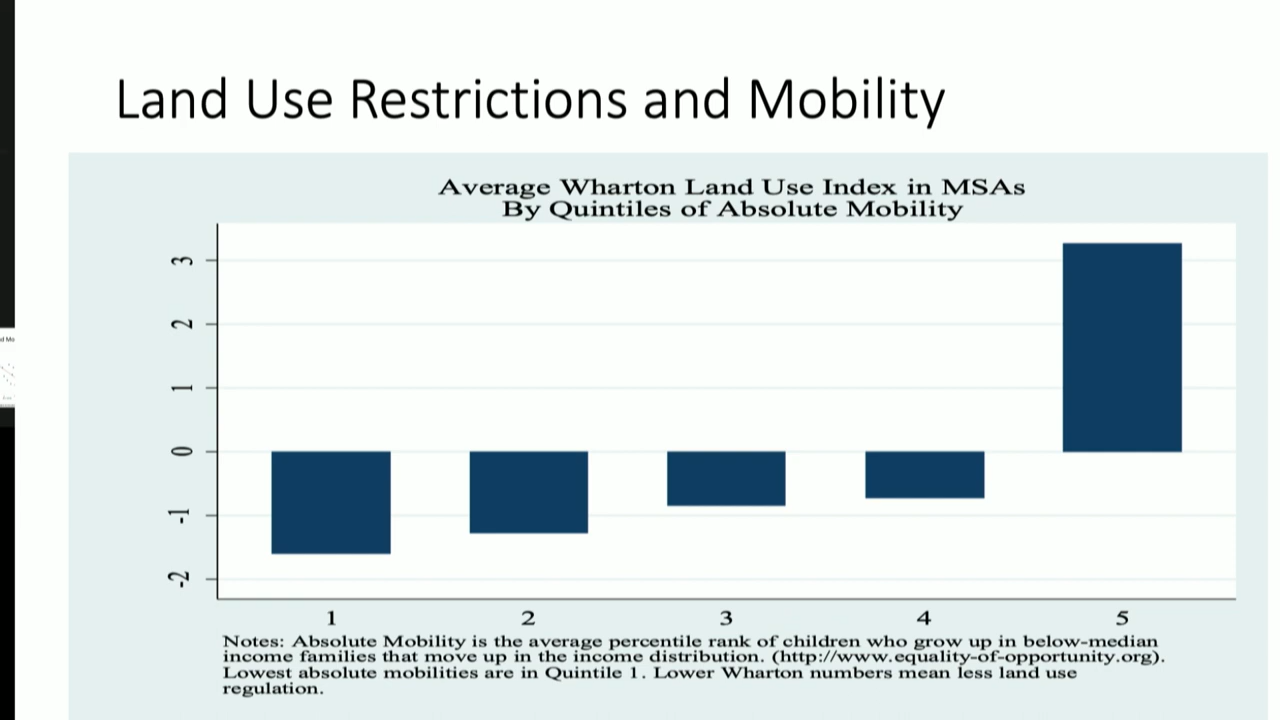 Land Use Restrictions and Mobility
Average Wharton Land Use Index in MSAs
By Quintiles of Absolute Mobility
3
2
1
0
-1
-2
1 2 3 4 5
Notes: Absolute Mobility is the average percentile rank of children who grow up in below-median
income families that move up in the income distribution. (http://www.equality-of-opportunity.org).
Lowest absolute mobilities are in Quintile 1. Lower Wharton numbers mean less land use
regulation.